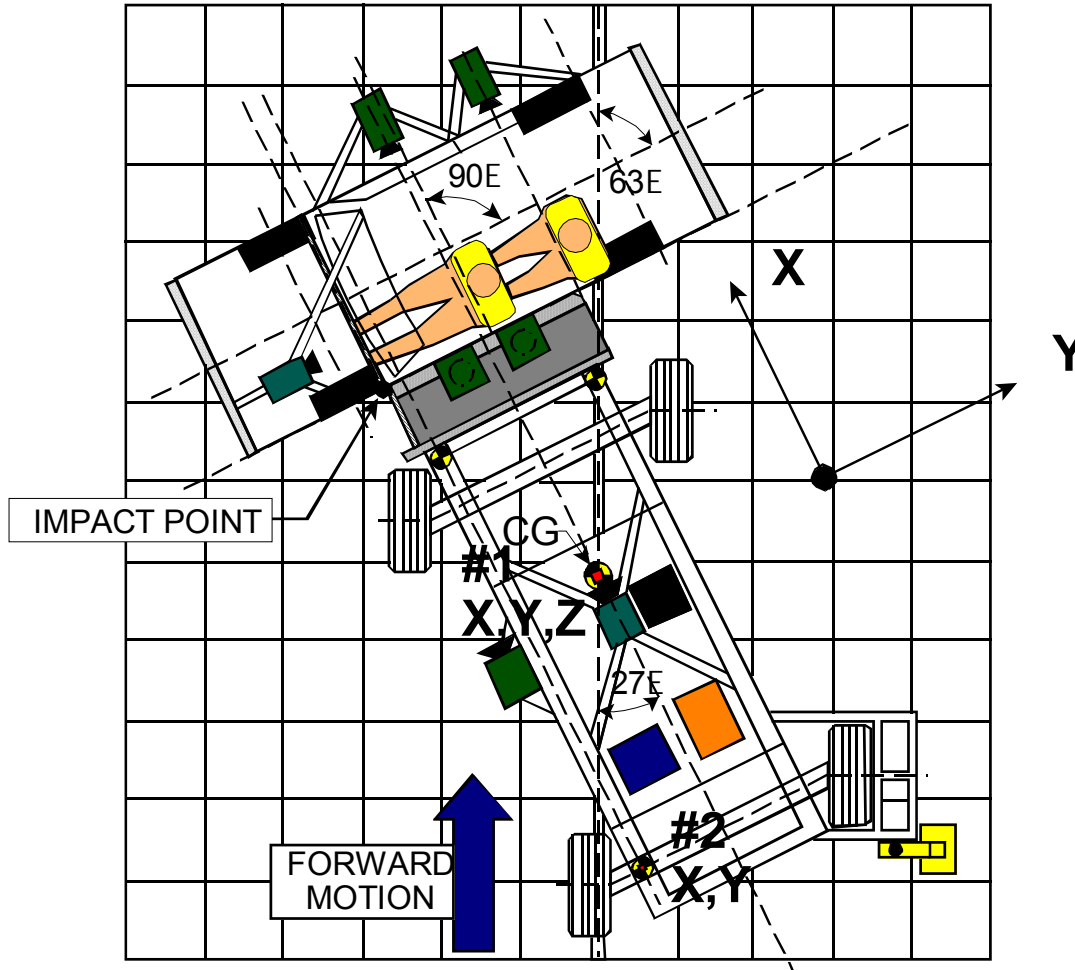 90E
63E
X
Y
IMPACT POINT
CG
#1
X,Y,Z
27E
#2
X,Y
FORWARD
MOTION